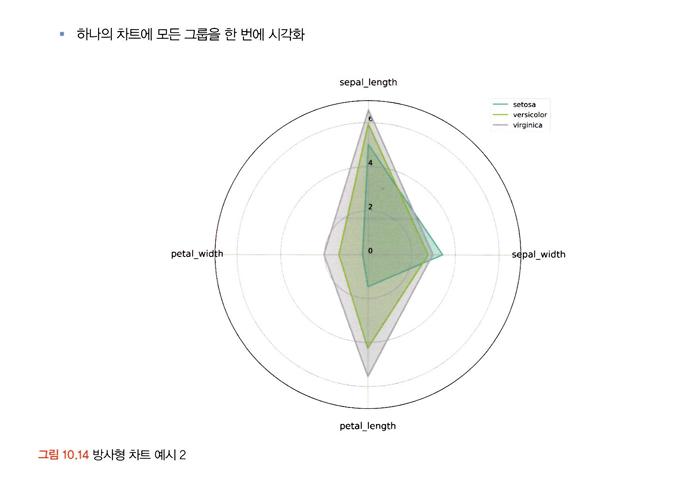 ▪ 하나의 차트에 모든 그룹을 한 번에 시각화
sepal_length
setosa
versicolor
virginica
6
4
2
0
petal_width
sepal_width
petal_length
그림 10.14 방사형 차트 예시 2